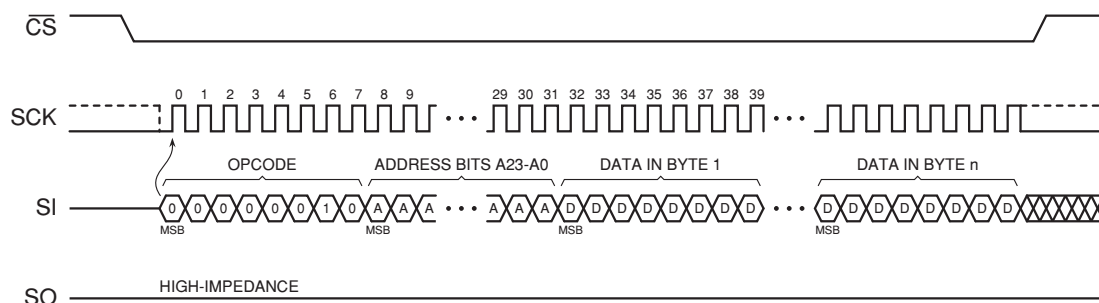 CS
SCK
0 1 2 3 4 5 6 7 8 9 29 30 31 32 33 34 35 36 37 38 39
OPCODE ADDRESS BITS A23-A0 DATA IN BYTE 1 DATA IN BYTE n
SI
0 0 0 0 0 0 1 0 A A A A A A D D D D D D D D D D D D D D D D
MSB MSB MSB MSB
SO
HIGH-IMPEDANCE